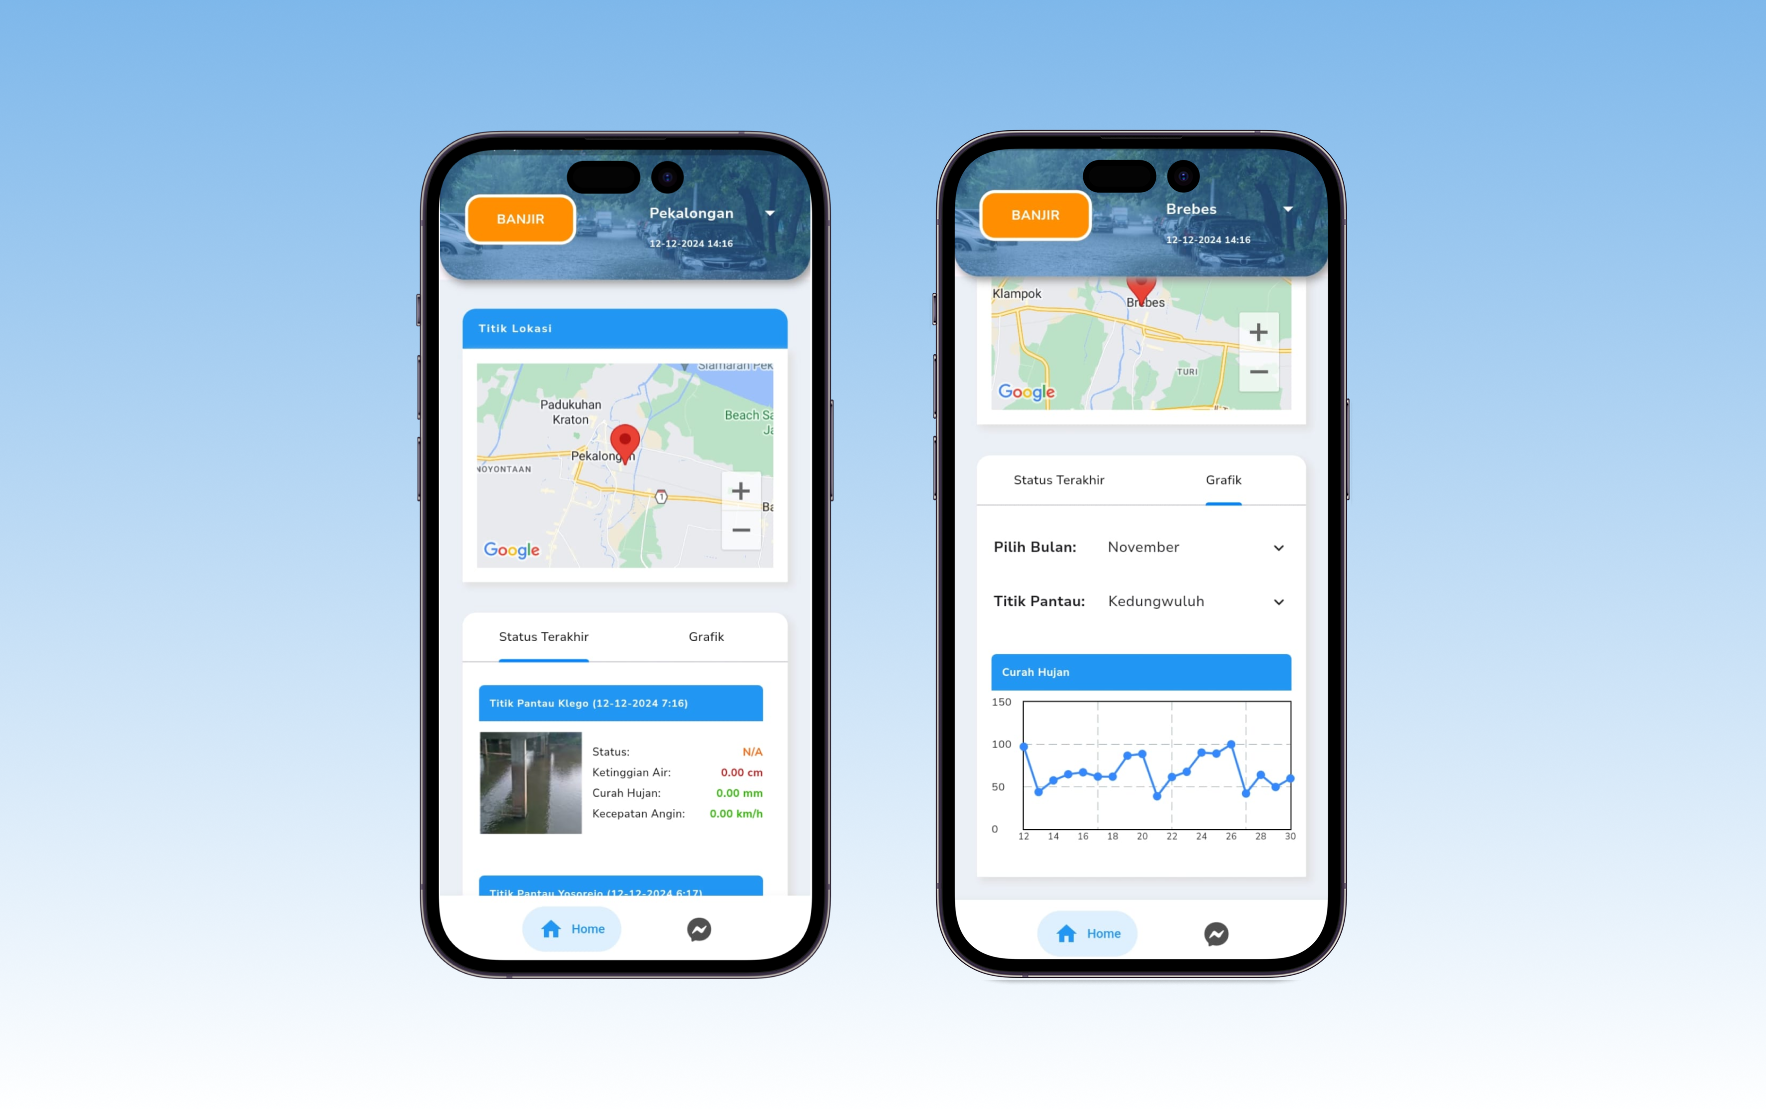 BANJIR
Pekalongan
12-12-2024 14:16
Titik Lokasi
Slamaran Pek
Padukuhan
Kraton
Beach Sa
Ja
Pekalongan
NOYONTAAN
1
Ba
+
−
Google
Status Terakhir
Grafik
Titik Pantau Klego (12-12-2024 7:16)
Status:
N/A
Ketinggian Air:
0.00 cm
Curah Hujan:
0.00 mm
Kecepatan Angin:
0.00 km/h
Titik Pantau Yosorejo (12-12-2024 6:17)
Home
BANJIR
Brebes
12-12-2024 14:16
Klampok
Brebes
+
−
TURI
Google
Status Terakhir
Grafik
Pilih Bulan:
November
Titik Pantau:
Kedungwuluh
Curah Hujan
150
100
50
0
12 14 16 18 20 22 24 26 28 30
Home